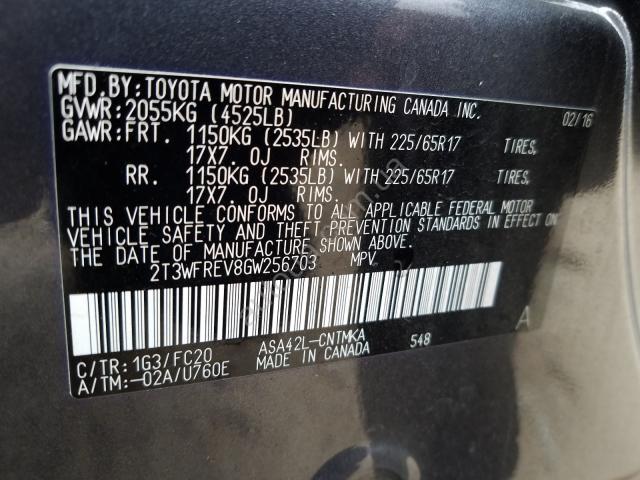 MFD.BY:TOYOTA MOTOR MANUFACTURING CANADA INC.
GVWR:2055KG (4525LB) 02/16
GAWR:FRT. 1150KG (2535LB) WITH 225/65R17 TIRES,
17X7.0J RIMS.
RR. 1150KG (2535LB) WITH 225/65R17 TIRES,
17X7.0J RIMS.
THIS VEHICLE CONFORMS TO ALL APPLICABLE FEDERAL MOTOR
VEHICLE SAFETY AND THEFT PREVENTION STANDARDS IN EFFECT ON
THE DATE OF MANUFACTURE SHOWN ABOVE.
2T3WFREV8GW256703 MPV
A
C/TR:1G3/FC20 ASA42L-CNTMKA 548
A/TM:-02A/U760E MADE IN CANADA